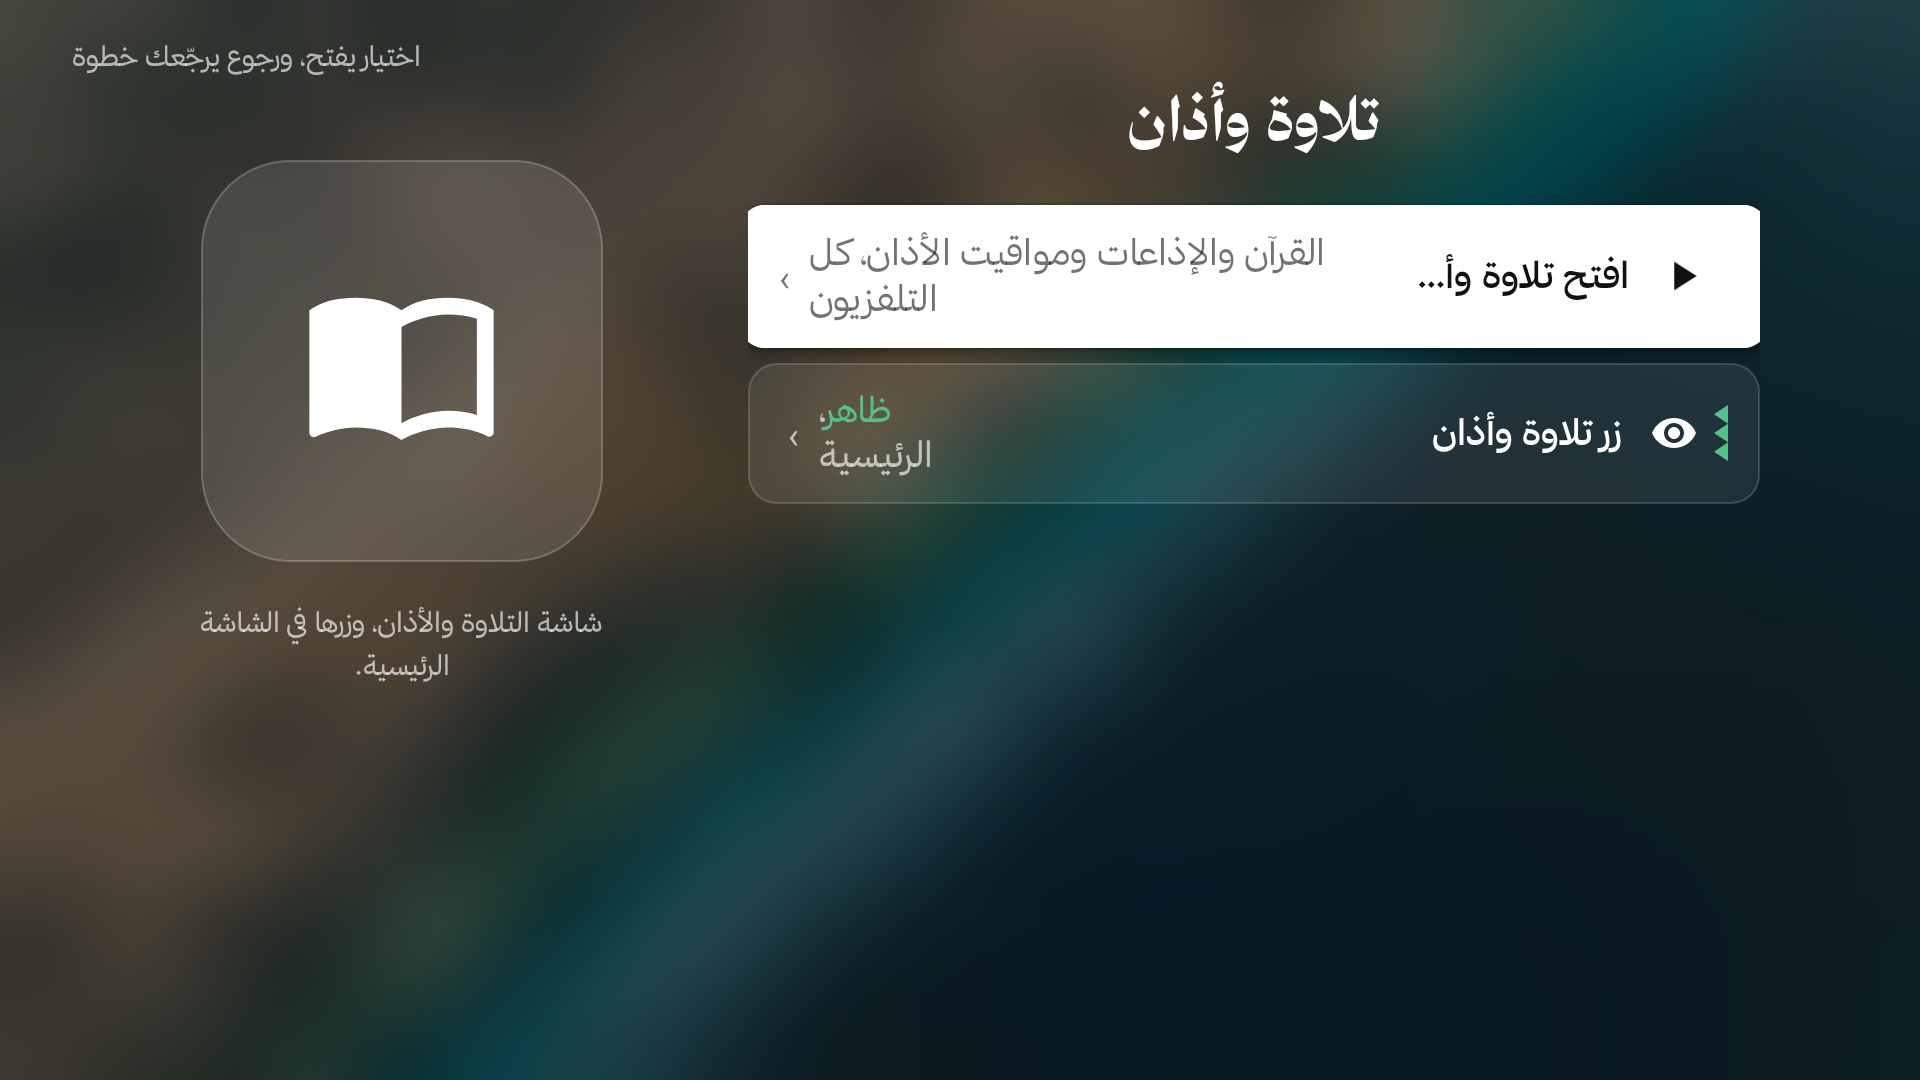 اختيار يفتح، ورجوع يرجّعك خطوة
تلاوة وأذان
افتح تلاوة وأ...
القرآن والإذاعات ومواقيت الأذان، كل
التلفزيون
زر تلاوة وأذان
ظاهر،
الرئيسية
شاشة التلاوة والأذان، وزرها في الشاشة
الرئيسية.